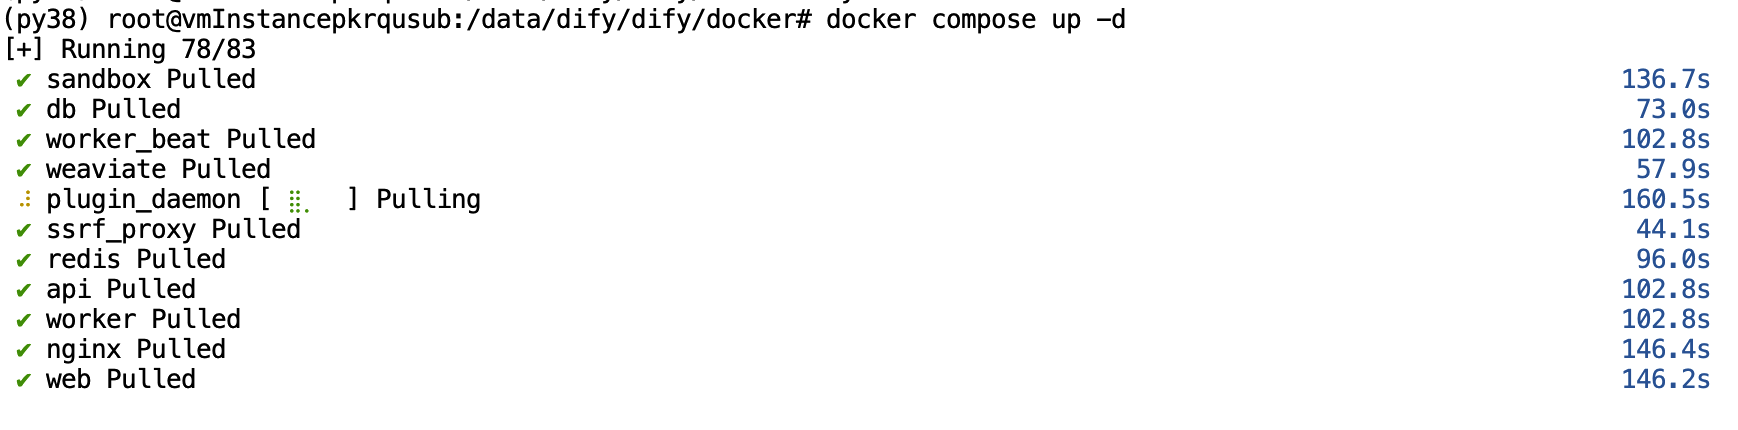 (py38) root@vmInstancepkrqusub:/data/dify/dify/docker# docker compose up -d
[+] Running 78/83
✔ sandbox Pulled 136.7s
✔ db Pulled 73.0s
✔ worker_beat Pulled 102.8s
✔ weaviate Pulled 57.9s
⠼ plugin_daemon [ ⣿⡀ ] Pulling 160.5s
✔ ssrf_proxy Pulled 44.1s
✔ redis Pulled 96.0s
✔ api Pulled 102.8s
✔ worker Pulled 102.8s
✔ nginx Pulled 146.4s
✔ web Pulled 146.2s